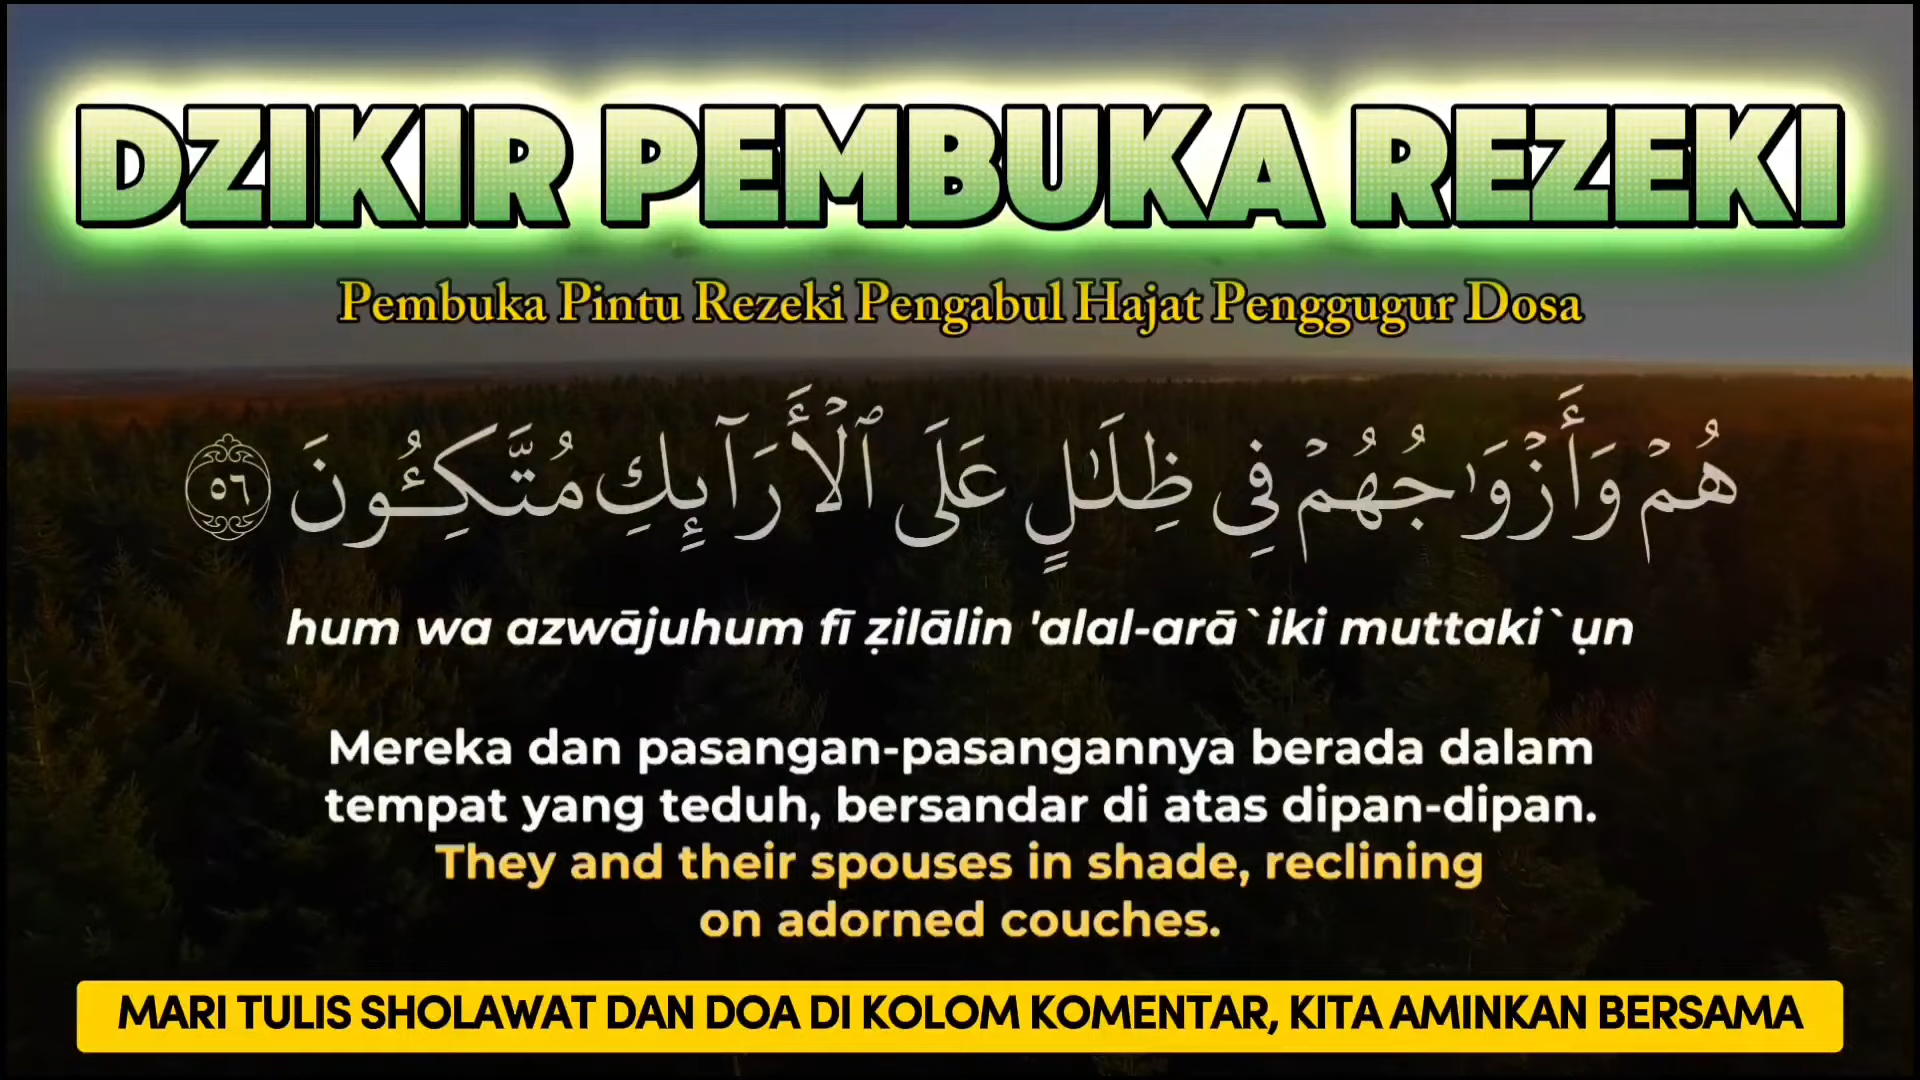 DZIKIR PEMBUKA REZEKI
Pembuka Pintu Rezeki Pengabul Hajat Penggugur Dosa
هُمۡ وَأَزۡوَٰجُهُمۡ فِي ظِلَٰلٍ عَلَى ٱلۡأَرَآئِكِ مُتَّكِـُٔونَ ٥٦
hum wa azwājuhum fī ẓilālin 'alal-arā`iki muttaki`ụn
Mereka dan pasangan-pasangannya berada dalam
tempat yang teduh, bersandar di atas dipan-dipan.
They and their spouses in shade, reclining
on adorned couches.
MARI TULIS SHOLAWAT DAN DOA DI KOLOM KOMENTAR, KITA AMINKAN BERSAMA